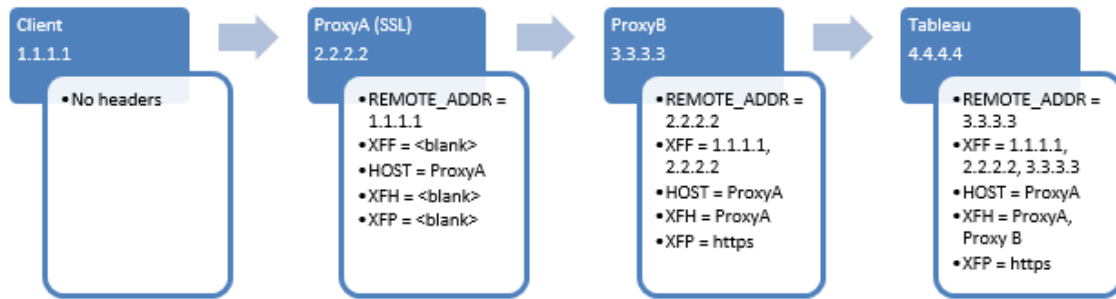 Client
1.1.1.1
•No headers
ProxyA (SSL)
2.2.2.2
•REMOTE_ADDR =
1.1.1.1
•XFF = <blank>
•HOST = ProxyA
•XFH = <blank>
•XFP = <blank>
ProxyB
3.3.3.3
•REMOTE_ADDR =
2.2.2.2
•XFF = 1.1.1.1,
2.2.2.2
•HOST = ProxyA
•XFH = ProxyA
•XFP = https
Tableau
4.4.4.4
•REMOTE_ADDR =
3.3.3.3
•XFF = 1.1.1.1,
2.2.2.2, 3.3.3.3
•HOST = ProxyA
•XFH = ProxyA,
Proxy B
•XFP = https